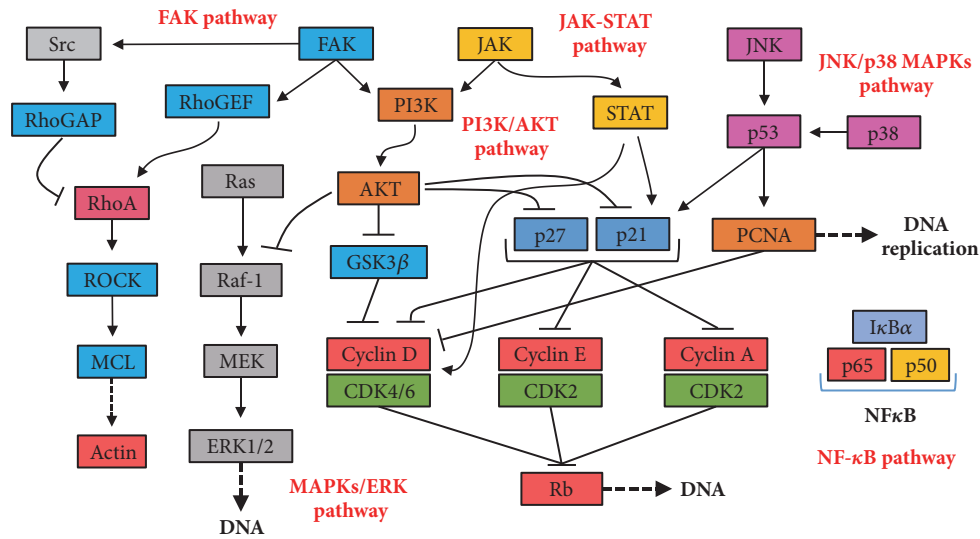 FAK pathway
Src
FAK
JAK
JAK-STAT
pathway
JNK
JNK/p38 MAPKs
pathway
RhoGAP
RhoGEF
PI3K
STAT
p53
p38
PI3K/AKT
pathway
Ras
AKT
RhoA
p27
p21
PCNA
DNA
replication
ROCK
Raf-1
GSK3β
IκBα
MCL
MEK
Cyclin D
Cyclin E
Cyclin A
p65
p50
CDK4/6
CDK2
CDK2
NFκB
Actin
ERK1/2
NF-κB pathway
MAPKs/ERK
pathway
Rb
DNA
DNA